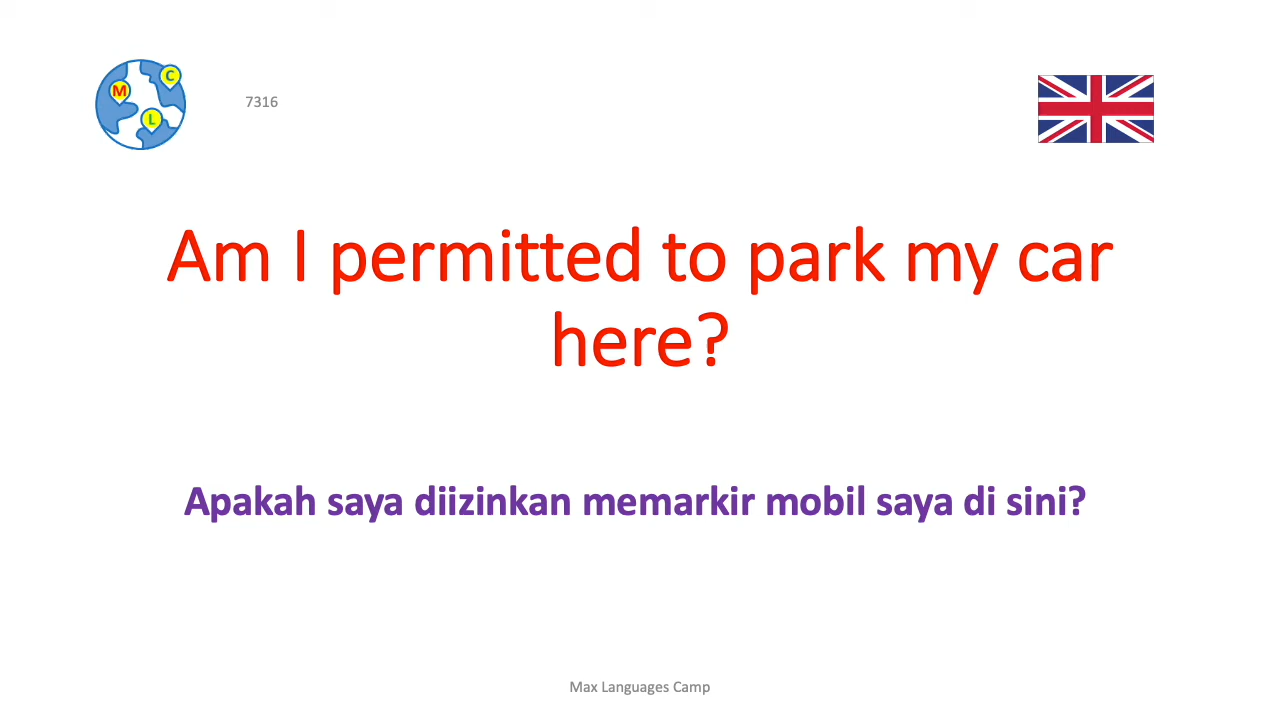 C
M
L
7316
Am I permitted to park my car
here?
Apakah saya diizinkan memarkir mobil saya di sini?
Max Languages Camp